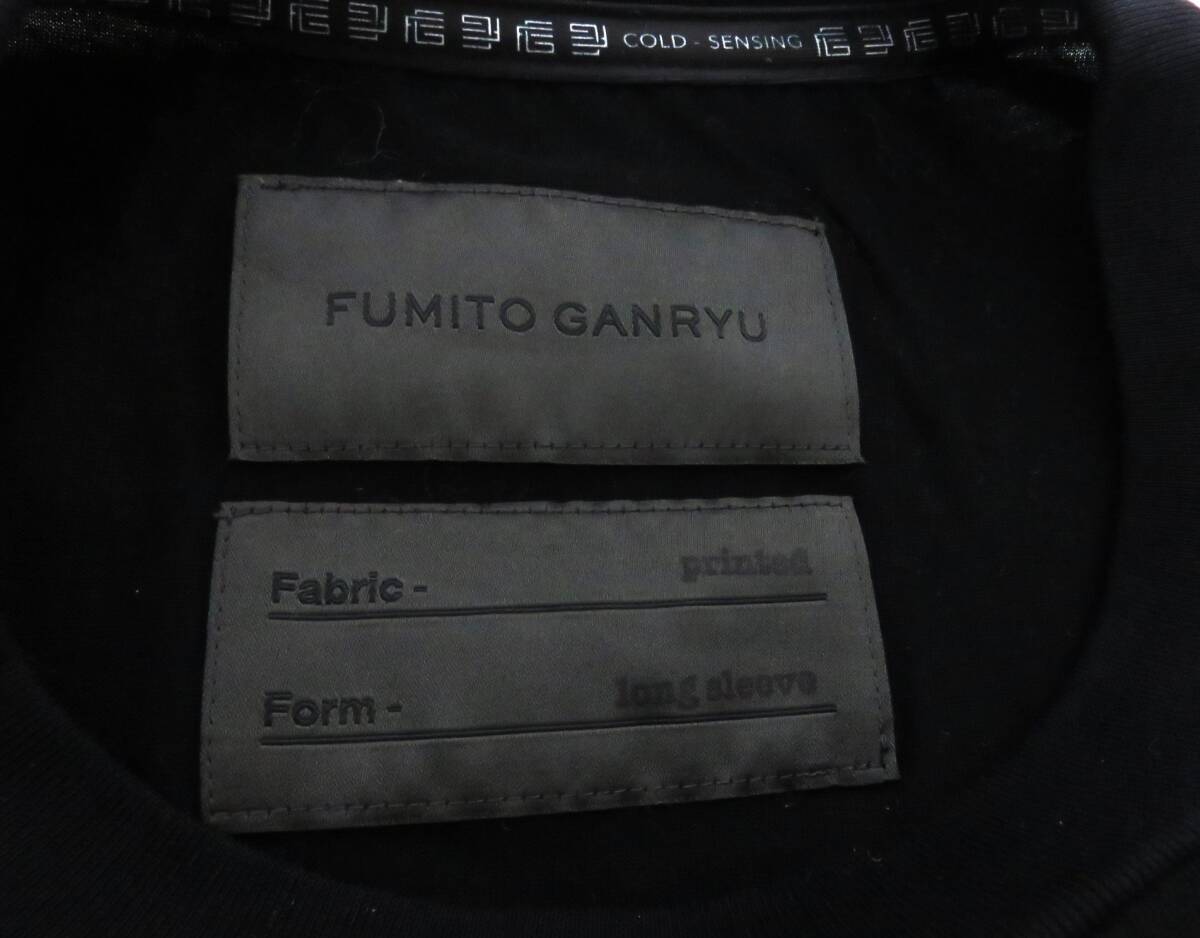 COLD - SENSING
FUMITO GANRYU
Fabric - printed
Form - long sleeve